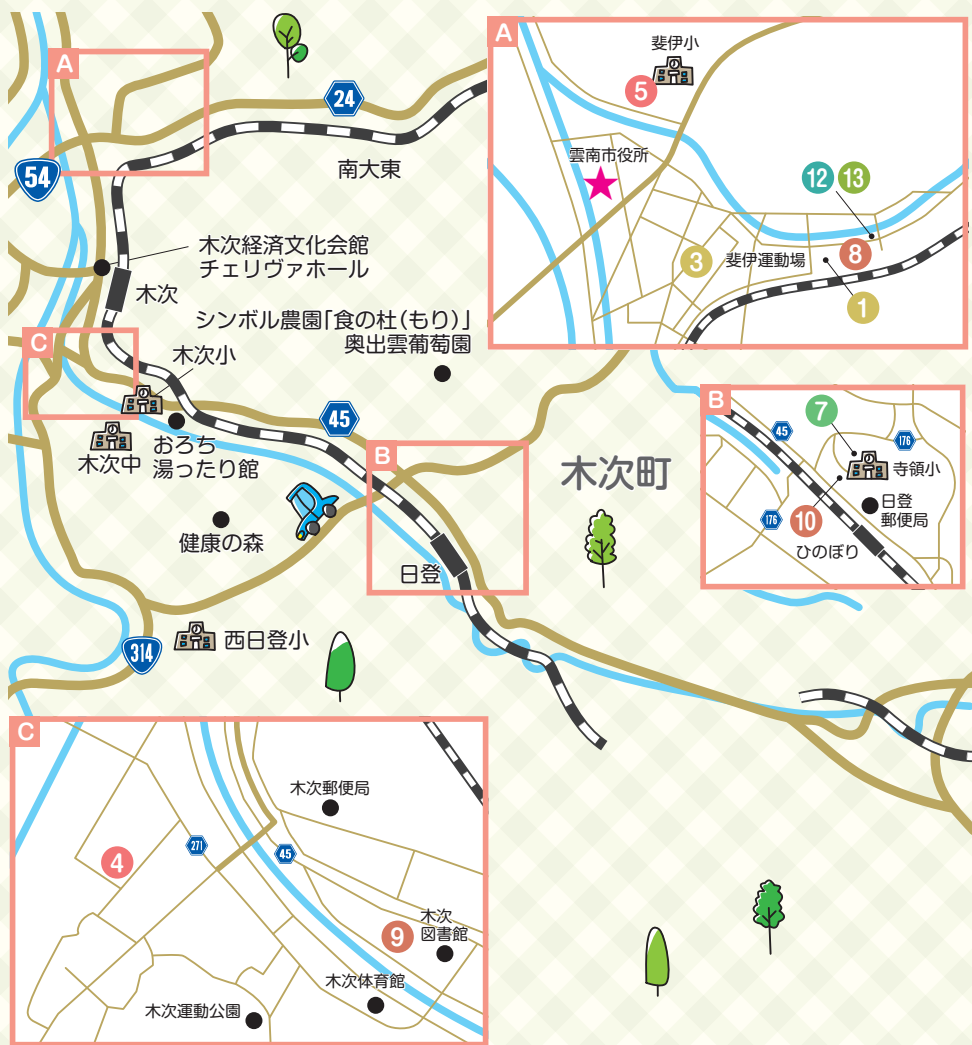 A
24
54
南大東
木次経済文化会館
チェリヴァホール
木次
シンボル農園「食の杜(もり)」
奥出雲葡萄園
C
木次小
45
木次中
おろち
湯ったり館
B
木次町
健康の森
日登
314
西日登小
A
斐伊小
5
雲南市役所
12
13
3
斐伊運動場
8
1
B
7
45
176
寺領小
日登
郵便局
176
10
ひのぼり
C
木次郵便局
271
45
4
9
木次
図書館
木次体育館
木次運動公園